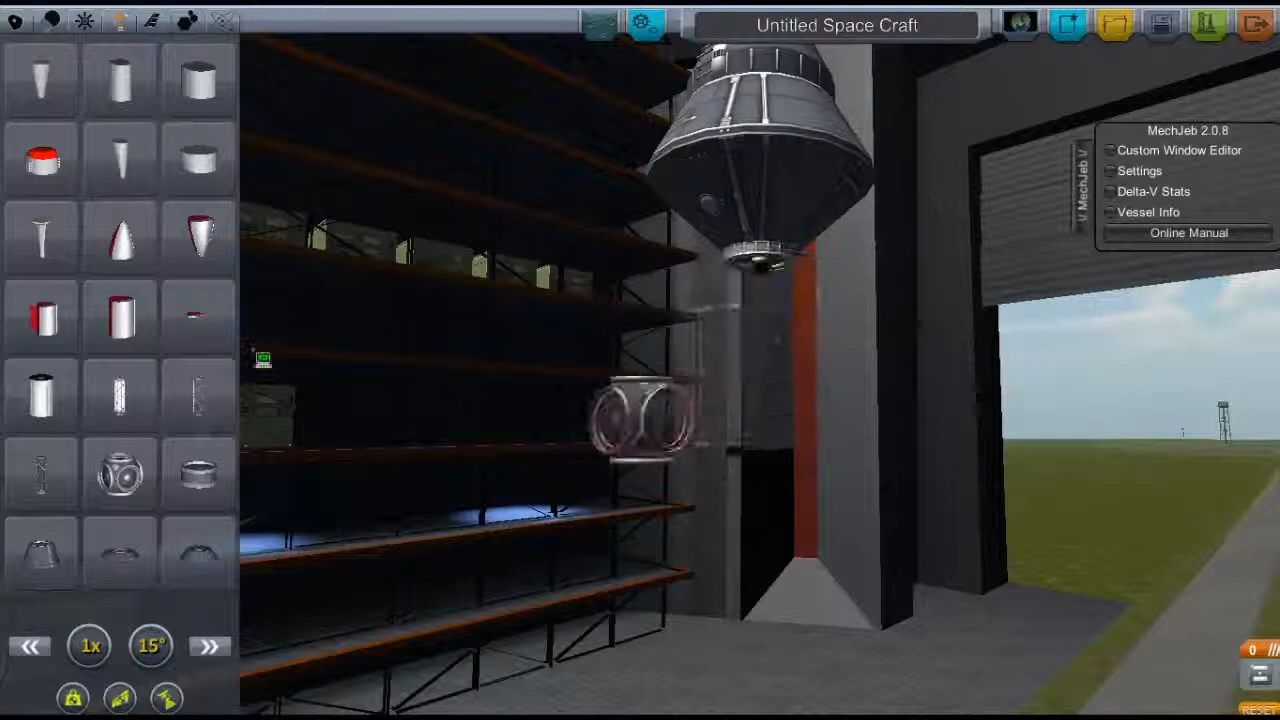 Untitled Space Craft
MechJeb 2.0.8
V MechJeb V
Custom Window Editor
Settings
Delta-V Stats
Vessel Info
Online Manual
1x
15°
0 ///
RESET